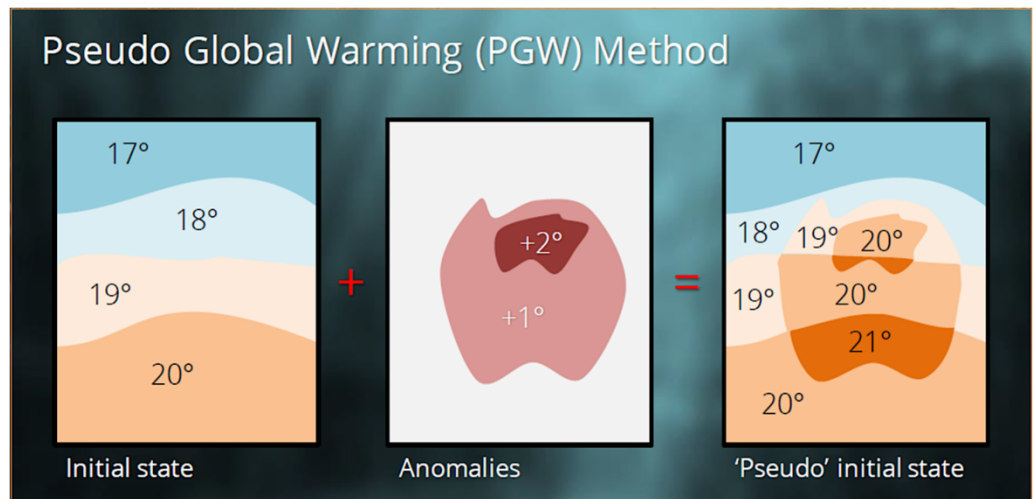 Pseudo Global Warming (PGW) Method
17°
18°
19°
20°
Initial state
+
+2°
+1°
Anomalies
=
17°
18° 19° 20°
19° 20°
21°
20°
‘Pseudo’ initial state